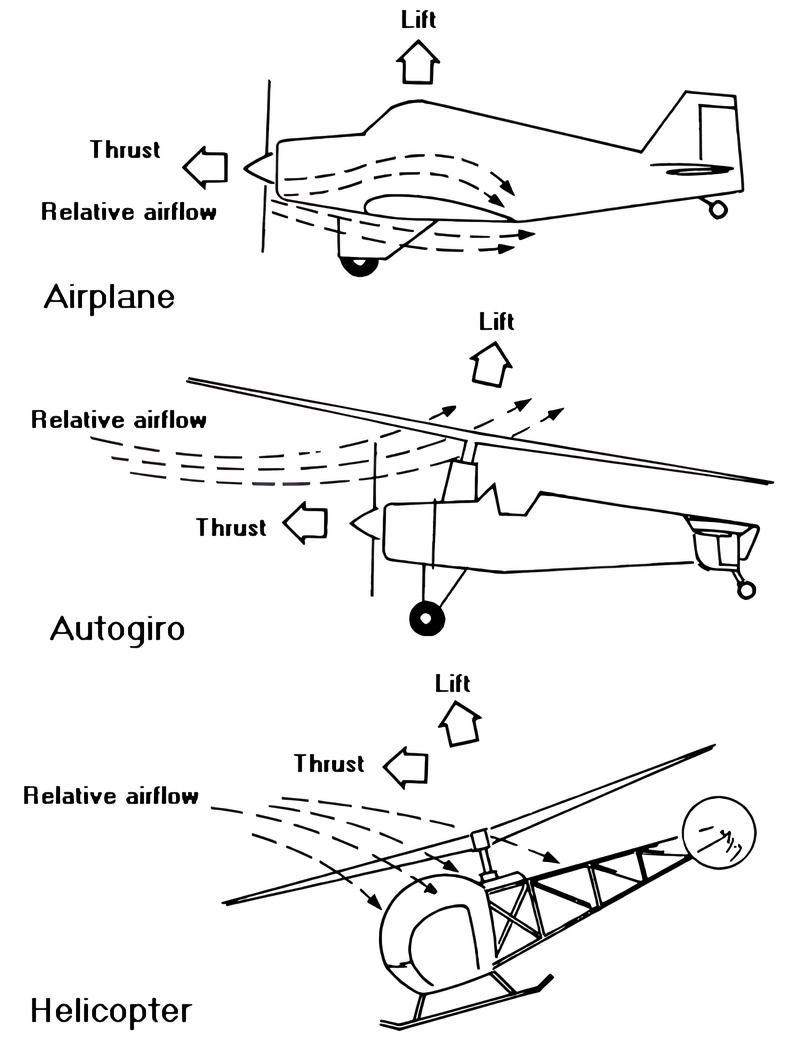 Lift
Thrust
Relative airflow
Airplane
Lift
Relative airflow
Thrust
Autogiro
Lift
Thrust
Relative airflow
Helicopter